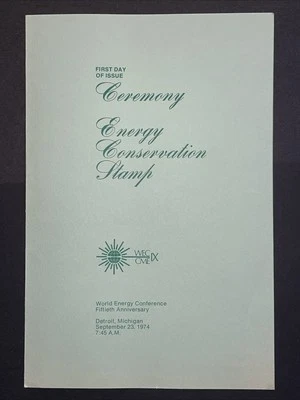 FIRST DAY
OF ISSUE
Ceremony
Energy
Conservation
Stamp
WEC IX
CME
World Energy Conference
Fiftieth Anniversary
Detroit, Michigan
September 23, 1974
7:45 A.M.